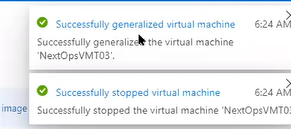 Successfully generalized virtual machine 6:24 AM
Successfully generalize the virtual machine
'NextOpsVMT03'.
Successfully stopped virtual machine 6:24 AM
image
Successfully stopped the virtual machine 'NextOpsVMT03